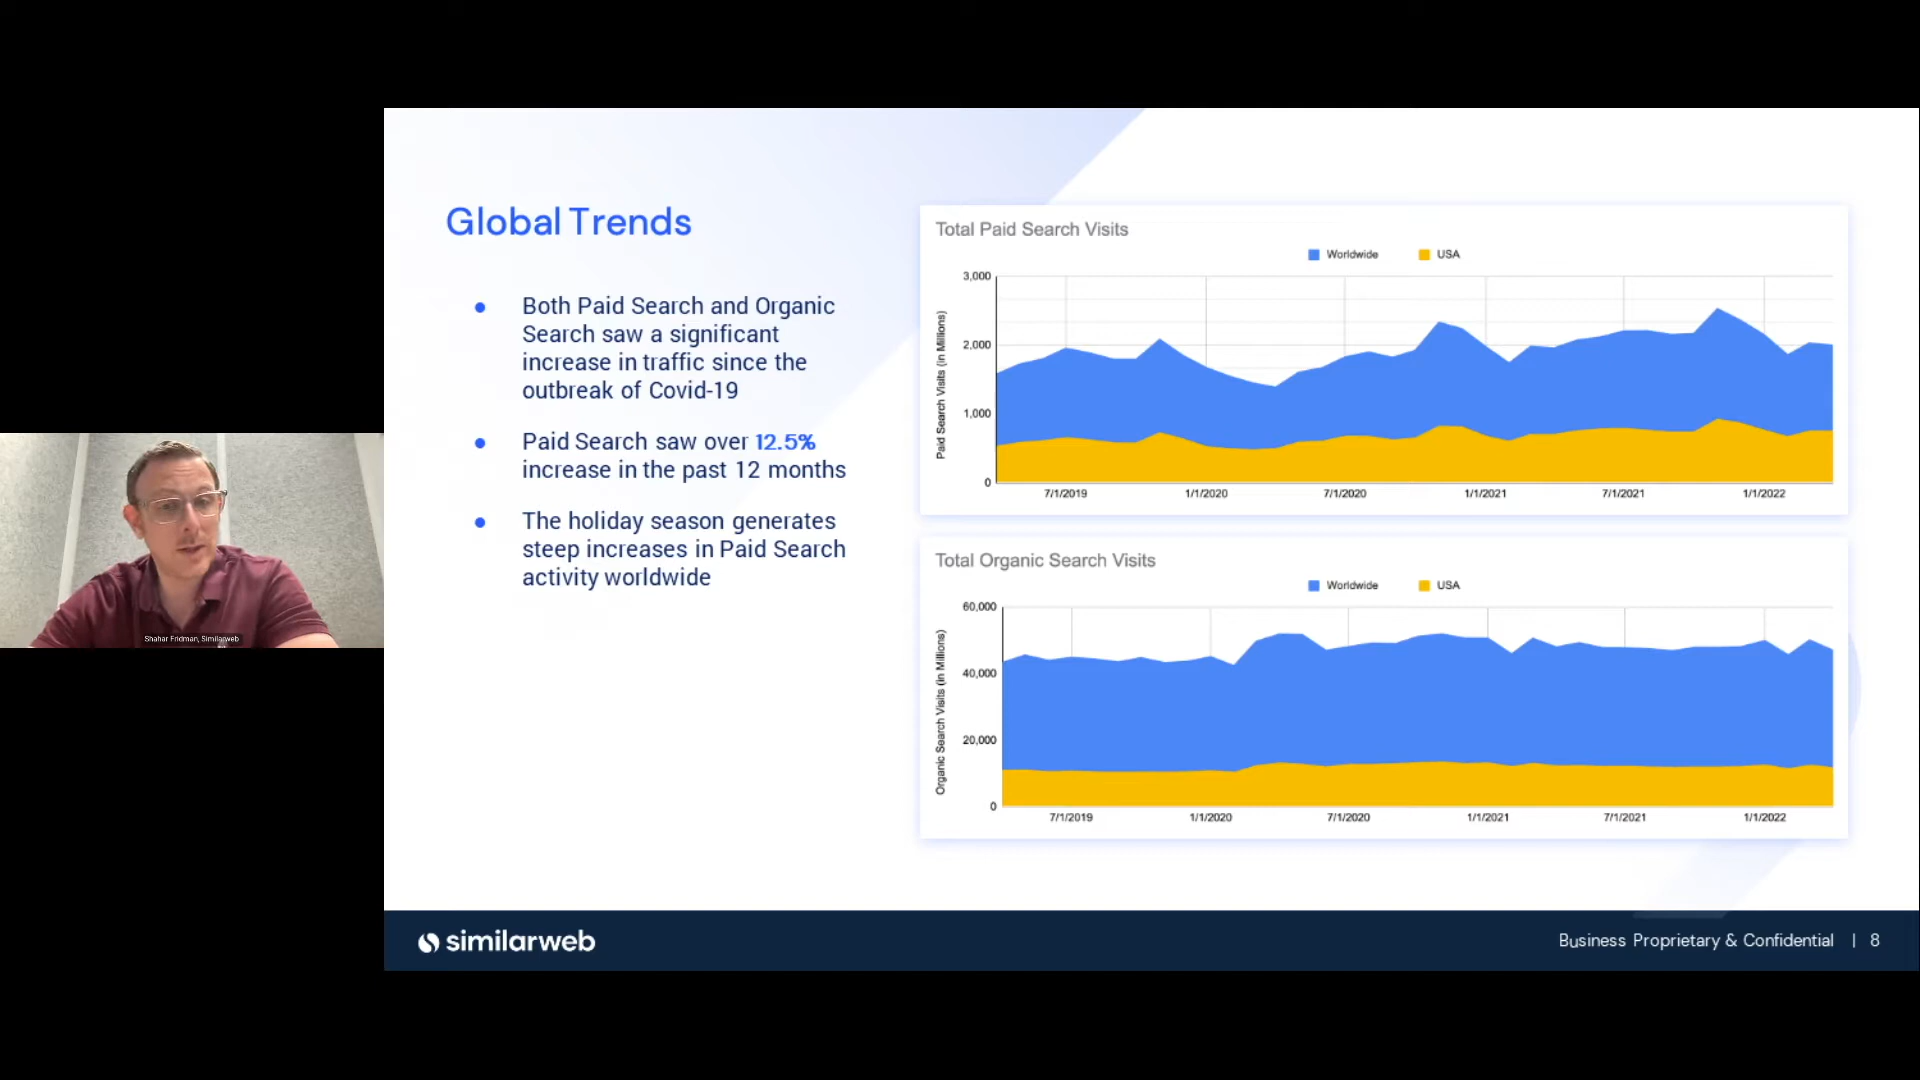 Global Trends
Both Paid Search and Organic
Search saw a significant
increase in traffic since the
outbreak of Covid-19
Paid Search saw over 12.5%
increase in the past 12 months
The holiday season generates
steep increases in Paid Search
activity worldwide
Total Paid Search Visits
Worldwide USA
Paid Search Visits (in Millions)
3,000
2,000
1,000
0
7/1/2019 1/1/2020 7/1/2020 1/1/2021 7/1/2021 1/1/2022
Total Organic Search Visits
Worldwide USA
Organic Search Visits (in Millions)
60,000
40,000
20,000
0
7/1/2019 1/1/2020 7/1/2020 1/1/2021 7/1/2021 1/1/2022
Shahar Fridman, Similarweb
similarweb
Business Proprietary & Confidential | 8